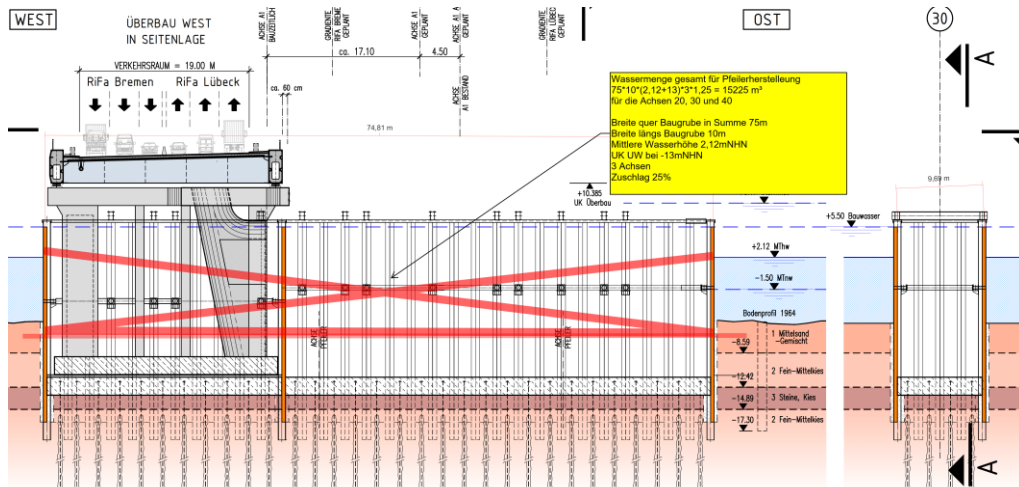 WEST
ÜBERBAU WEST
IN SEITENLAGE
VERKEHRSRAUM = 19.00 M
RiFa Bremen
RiFa Lübeck
ca. 60 cm
ACHSE A1
BAUZEITLICH
GRADIENTE
RIFA BREMEN
GEPLANT
ACHSE A1
GEPLANT
ACHSE A1
GEPLANT
GRADIENTE
RIFA LÜBECK
GEPLANT
ca. 17.10
4.50
ACHSE
A1 BESTAND
74,81 m
OST
30
A
Wassermenge gesamt für Pfeilerherstelleung
75*10*(2,12+13)*3*1,25 = 15225 m³
für die Achsen 20, 30 und 40
Breite quer Baugrube in Summe 75m
Breite längs Baugrube 10m
Mittlere Wasserhöhe 2,12mNHN
UK UW bei -13mNHN
3 Achsen
Zuschlag 25%
+10.385
UK Überbau
9,69 m
+5.50 Bauwasser
+2.12 MThw
-1.50 MTnw
Bodenprofil 1964
1 Mittelsand
-Gemischt
-8.59
2 Fein-Mittelkies
-12.42
-14.89
3 Steine, Kies
-17.30
2 Fein-Mittelkies
ACHSE
PFEILER
ACHSE
PFEILER
A